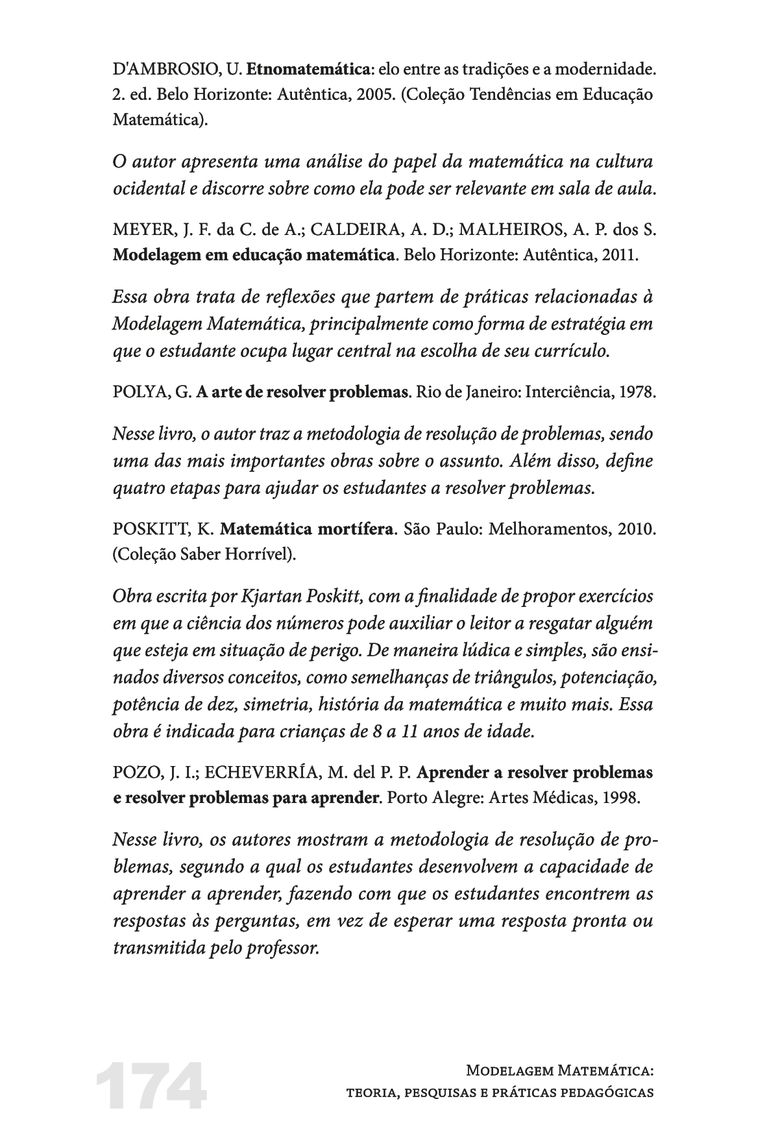 D'AMBROSIO, U. Etnomatemática: elo entre as tradições e a modernidade.
2. ed. Belo Horizonte: Autêntica, 2005. (Coleção Tendências em Educação
Matemática).
O autor apresenta uma análise do papel da matemática na cultura
ocidental e discorre sobre como ela pode ser relevante em sala de aula.
MEYER, J. F. da C. de A.; CALDEIRA, A. D.; MALHEIROS, A. P. dos S.
Modelagem em educação matemática. Belo Horizonte: Autêntica, 2011.
Essa obra trata de reflexões que partem de práticas relacionadas à
Modelagem Matemática, principalmente como forma de estratégia em
que o estudante ocupa lugar central na escolha de seu currículo.
POLYA, G. A arte de resolver problemas. Rio de Janeiro: Interciência, 1978.
Nesse livro, o autor traz a metodologia de resolução de problemas, sendo
uma das mais importantes obras sobre o assunto. Além disso, define
quatro etapas para ajudar os estudantes a resolver problemas.
POSKITT, K. Matemática mortífera. São Paulo: Melhoramentos, 2010.
(Coleção Saber Horrível).
Obra escrita por Kjartan Poskitt, com a finalidade de propor exercícios
em que a ciência dos números pode auxiliar o leitor a resgatar alguém
que esteja em situação de perigo. De maneira lúdica e simples, são ensi-
nados diversos conceitos, como semelhanças de triângulos, potenciação,
potência de dez, simetria, história da matemática e muito mais. Essa
obra é indicada para crianças de 8 a 11 anos de idade.
POZO, J. I.; ECHEVERRÍA, M. del P. P. Aprender a resolver problemas
e resolver problemas para aprender. Porto Alegre: Artes Médicas, 1998.
Nesse livro, os autores mostram a metodologia de resolução de pro-
blemas, segundo a qual os estudantes desenvolvem a capacidade de
aprender a aprender, fazendo com que os estudantes encontrem as
respostas às perguntas, em vez de esperar uma resposta pronta ou
transmitida pelo professor.
174
Modelagem Matemática:
teoria, pesquisas e práticas pedagógicas